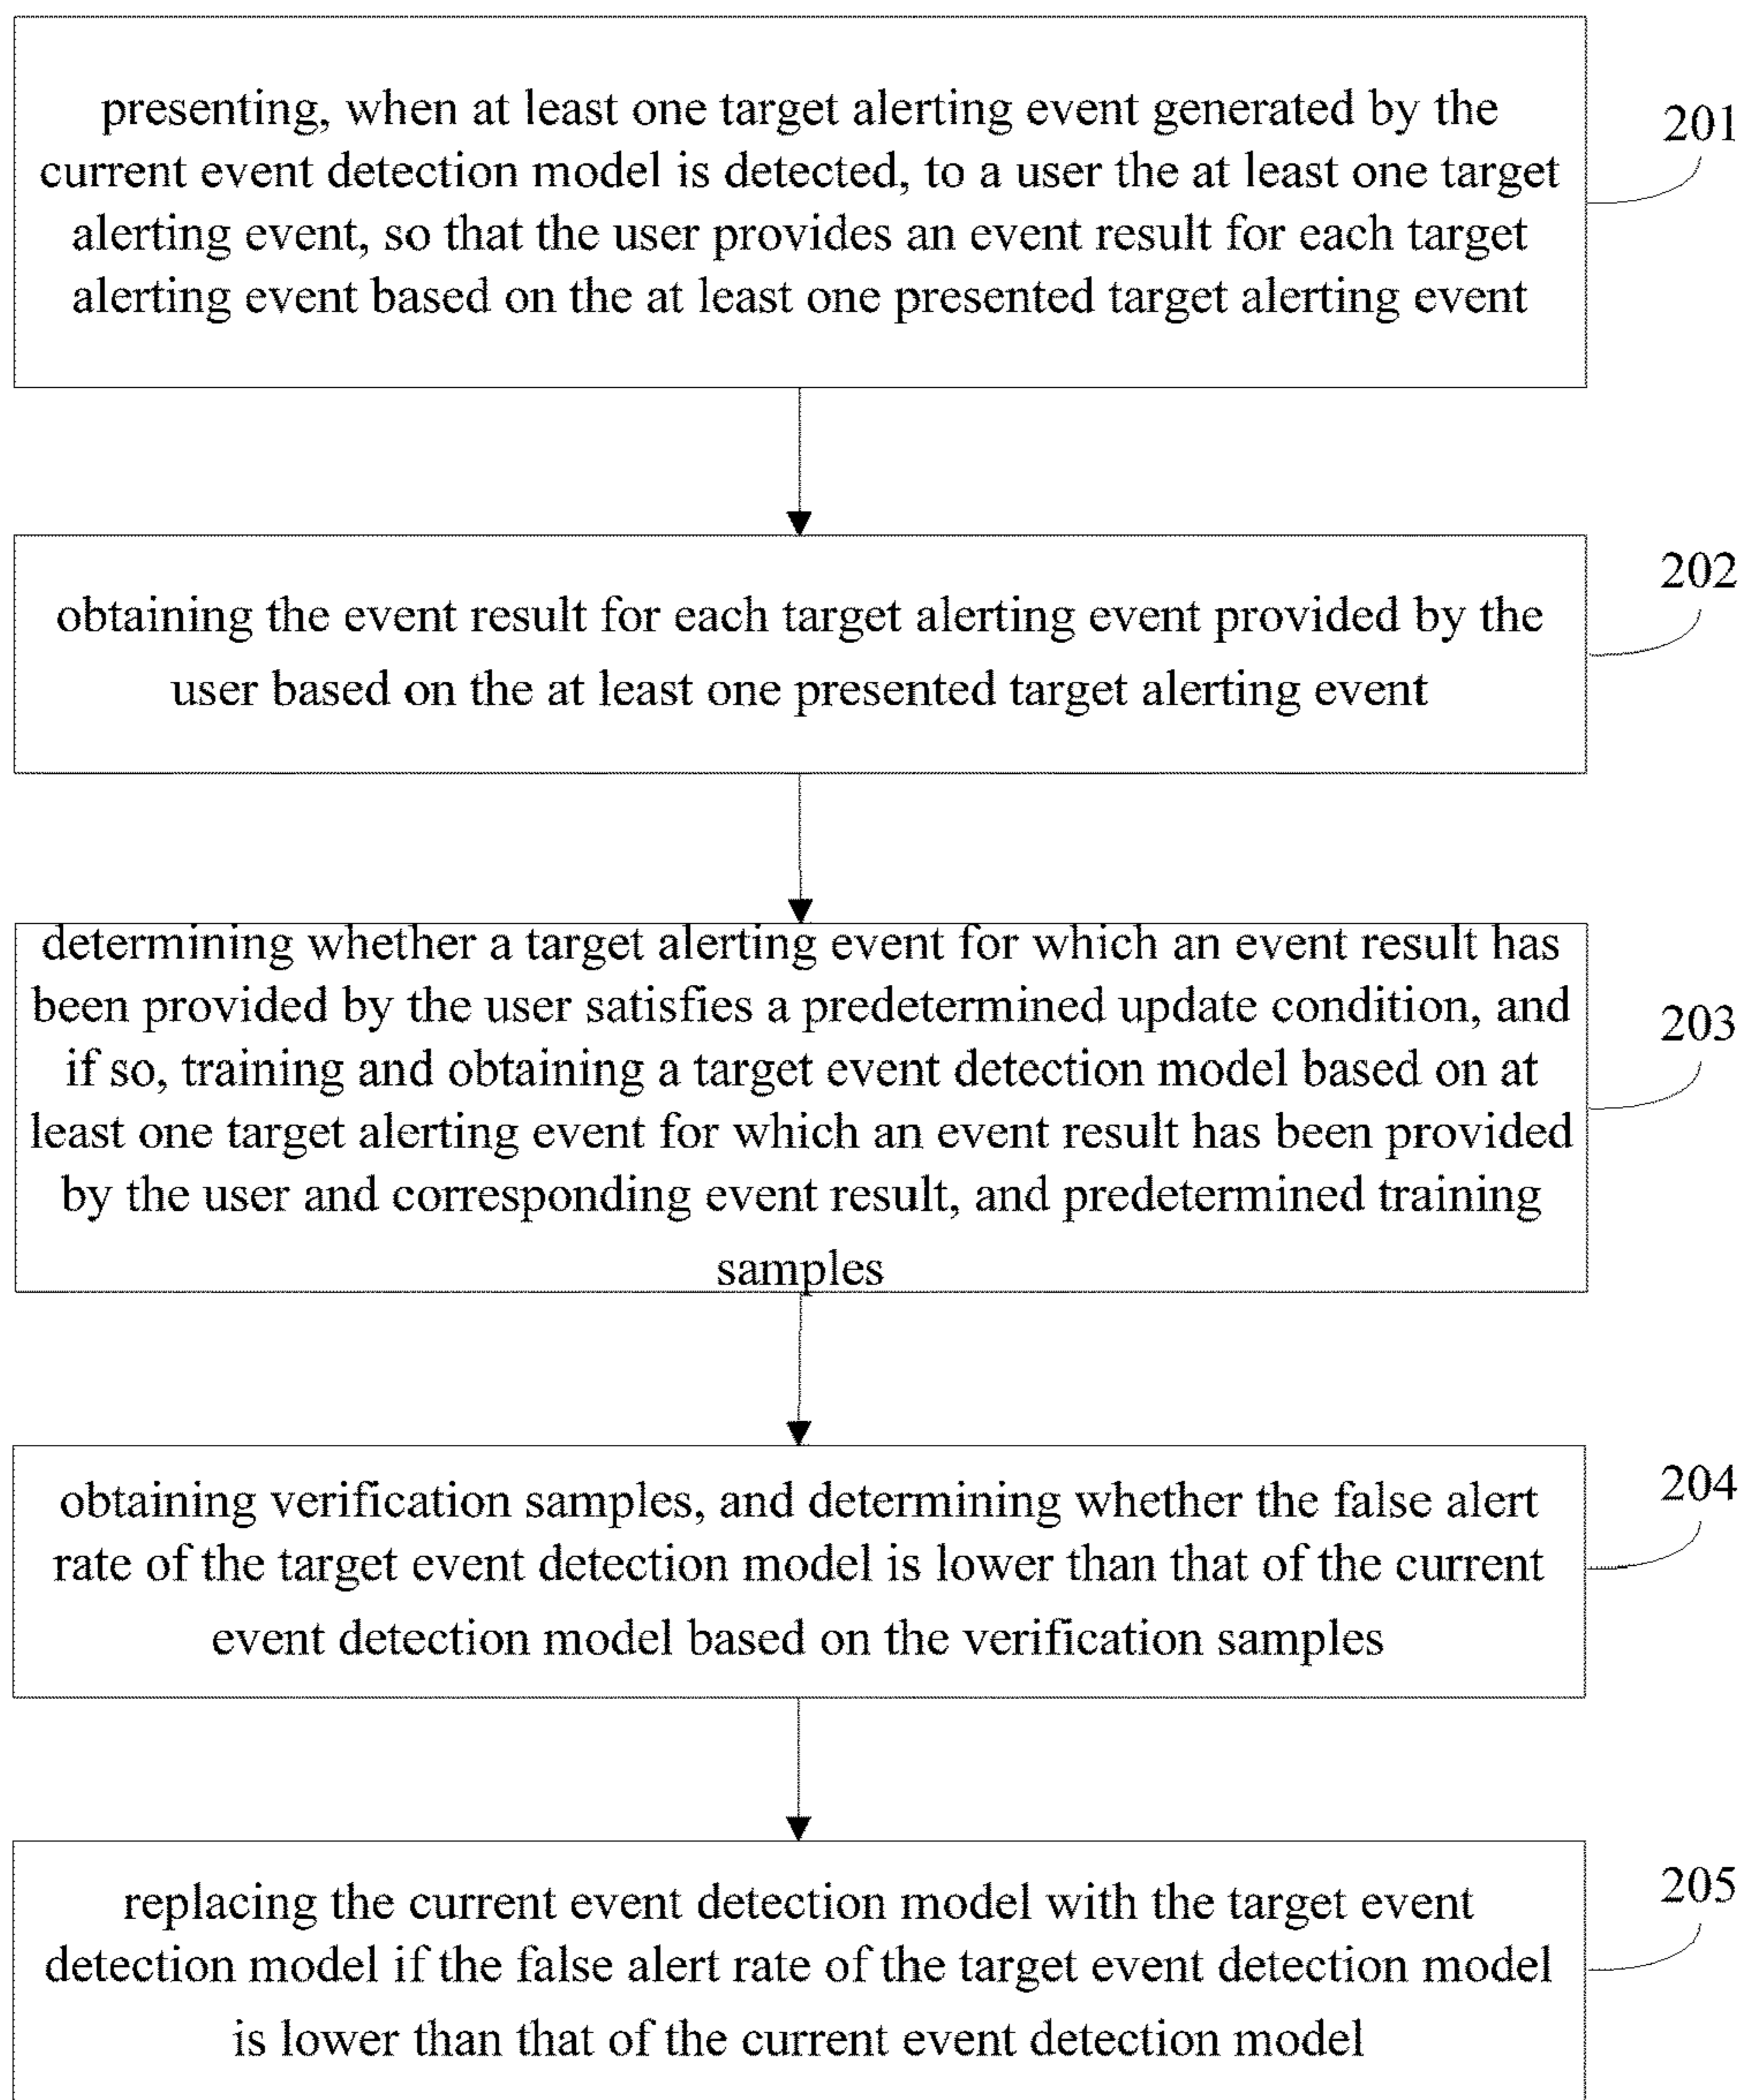 presenting, when at least one target alerting event generated by the
current event detection model is detected, to a user the at least one target
alerting event, so that the user provides an event result for each target
alerting event based on the at least one presented target alerting event
201
obtaining the event result for each target alerting event provided by the
user based on the at least one presented target alerting event
202
determining whether a target alerting event for which an event result has
been provided by the user satisfies a predetermined update condition, and
if so, training and obtaining a target event detection model based on at
least one target alerting event for which an event result has been provided
by the user and corresponding event result, and predetermined training
samples
203
obtaining verification samples, and determining whether the false alert
rate of the target event detection model is lower than that of the current
event detection model based on the verification samples
204
replacing the current event detection model with the target event
detection model if the false alert rate of the target event detection model
is lower than that of the current event detection model
205